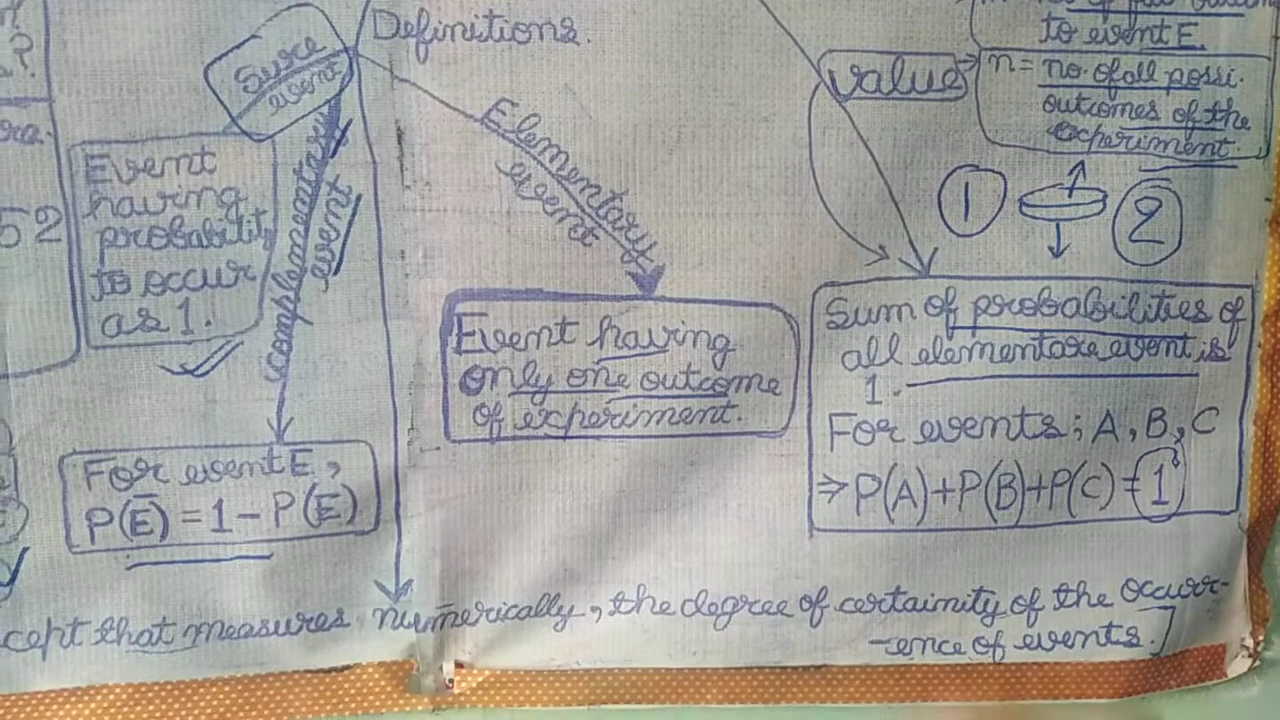 Definitions.
Sure
event
Event
having
probability
to occur
as 1.
52
complementary
event
For event E,
P(Ē) = 1 - P(E)
Elementary
event
Event having
only one outcome
of experiment.
to event E.
values
n = no. of all possi.
outcomes of the
experiment
1
2
Sum of probabilities of
all elementare event is
1.
For events; A, B, C
⇒ P(A)+P(B)+P(C) = 1
cept that measures numerically, the degree of certainity of the occurr-
-ence of events.]